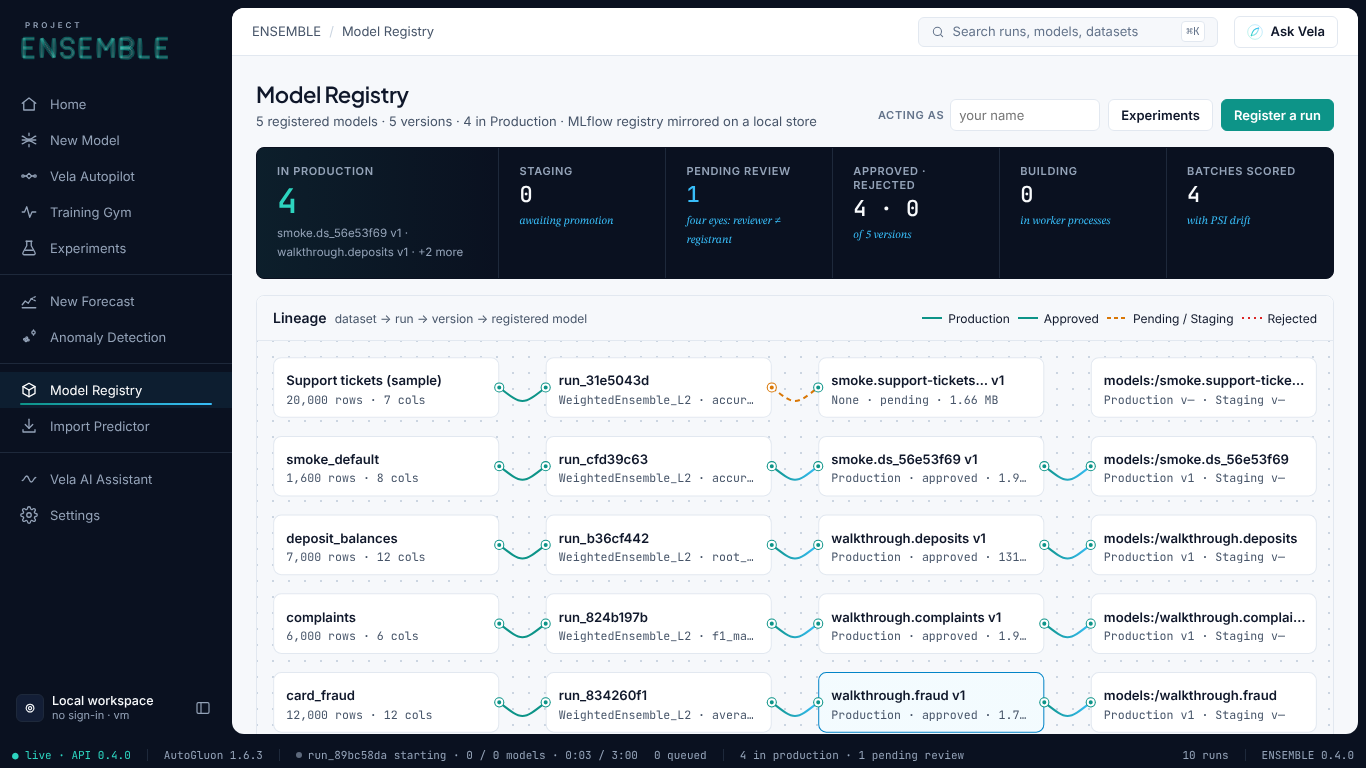 PROJECT
ENSEMBLE
Home
New Model
Vela Autopilot
Training Gym
Experiments
New Forecast
Anomaly Detection
Model Registry
Import Predictor
Vela AI Assistant
Settings
Local workspace
no sign-in · vm
ENSEMBLE / Model Registry
Search runs, models, datasets
⌘K
Ask Vela
Model Registry
5 registered models · 5 versions · 4 in Production · MLflow registry mirrored on a local store
ACTING AS
your name
Experiments
Register a run
IN PRODUCTION
4
smoke.ds_56e53f69 v1 ·
walkthrough.deposits v1 · +2 more
STAGING
0
awaiting promotion
PENDING REVIEW
1
four eyes: reviewer ≠
registrant
APPROVED ·
REJECTED
4 · 0
of 5 versions
BUILDING
0
in worker processes
BATCHES SCORED
4
with PSI drift
Lineage dataset → run → version → registered model
Production
Approved
Pending / Staging
Rejected
Support tickets (sample)
20,000 rows · 7 cols
run_31e5043d
WeightedEnsemble_L2 · accur…
smoke.support-tickets… v1
None · pending · 1.66 MB
models:/smoke.support-ticke…
Production v— · Staging v—
smoke_default
1,600 rows · 8 cols
run_cfd39c63
WeightedEnsemble_L2 · accur…
smoke.ds_56e53f69 v1
Production · approved · 1.9…
models:/smoke.ds_56e53f69
Production v1 · Staging v—
deposit_balances
7,000 rows · 12 cols
run_b36cf442
WeightedEnsemble_L2 · root_…
walkthrough.deposits v1
Production · approved · 131…
models:/walkthrough.deposits
Production v1 · Staging v—
complaints
6,000 rows · 6 cols
run_824b197b
WeightedEnsemble_L2 · f1_ma…
walkthrough.complaints v1
Production · approved · 1.9…
models:/walkthrough.complai…
Production v1 · Staging v—
card_fraud
12,000 rows · 12 cols
run_834260f1
WeightedEnsemble_L2 · avera…
walkthrough.fraud v1
Production · approved · 1.7…
models:/walkthrough.fraud
Production v1 · Staging v—
live · API 0.4.0
AutoGluon 1.6.3
run_89bc58da starting · 0 / 0 models · 0:03 / 3:00 0 queued
4 in production · 1 pending review
10 runs
ENSEMBLE 0.4.0